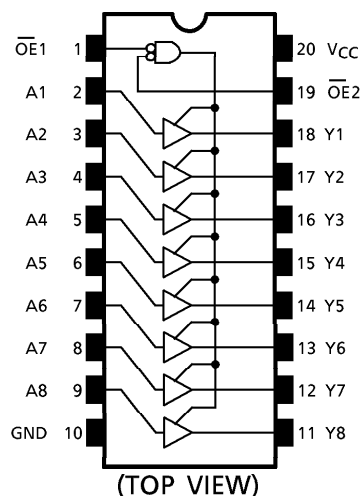 O̅E̅1 1 20 VCC
A1 2 19 O̅E̅2
A2 3 18 Y1
A3 4 17 Y2
A4 5 16 Y3
A5 6 15 Y4
A6 7 14 Y5
A7 8 13 Y6
A8 9 12 Y7
GND 10 11 Y8
(TOP VIEW)